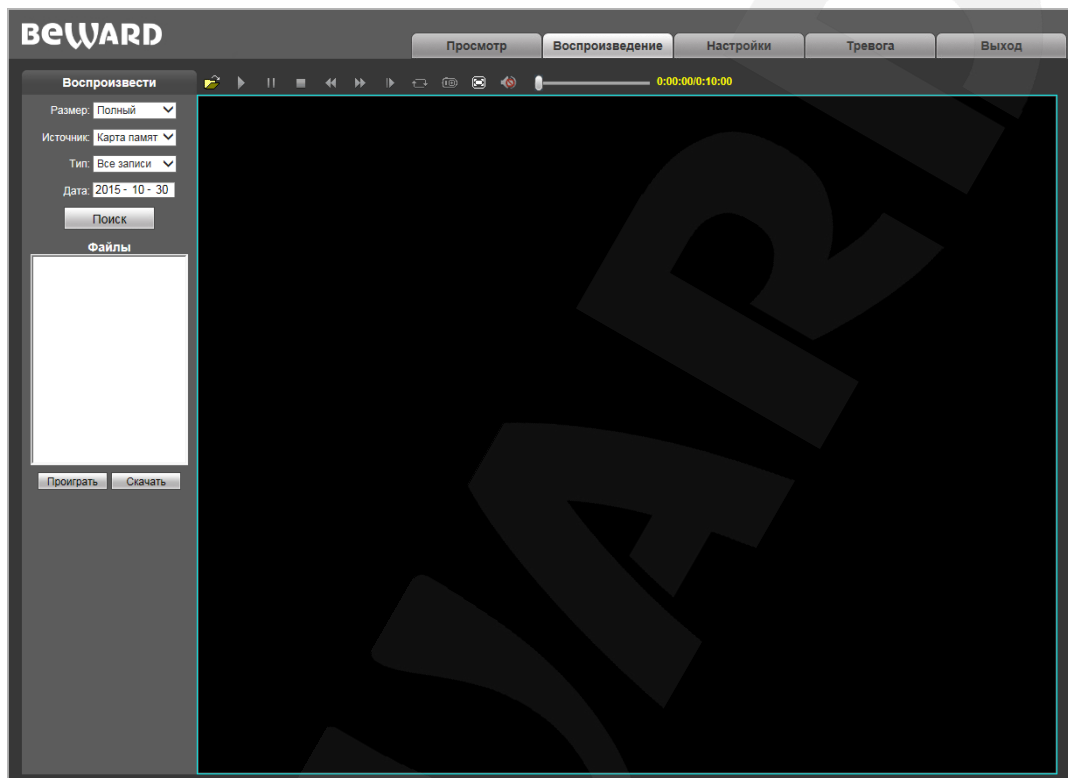 BEWARD
Просмотр Воспроизведение Настройки Тревога Выход
Воспроизвести
0:00:00/0:10:00
Размер: Полный
Источник: Карта памят
Тип: Все записи
Дата: 2015 - 10 - 30
Поиск
Файлы
Проиграть Скачать